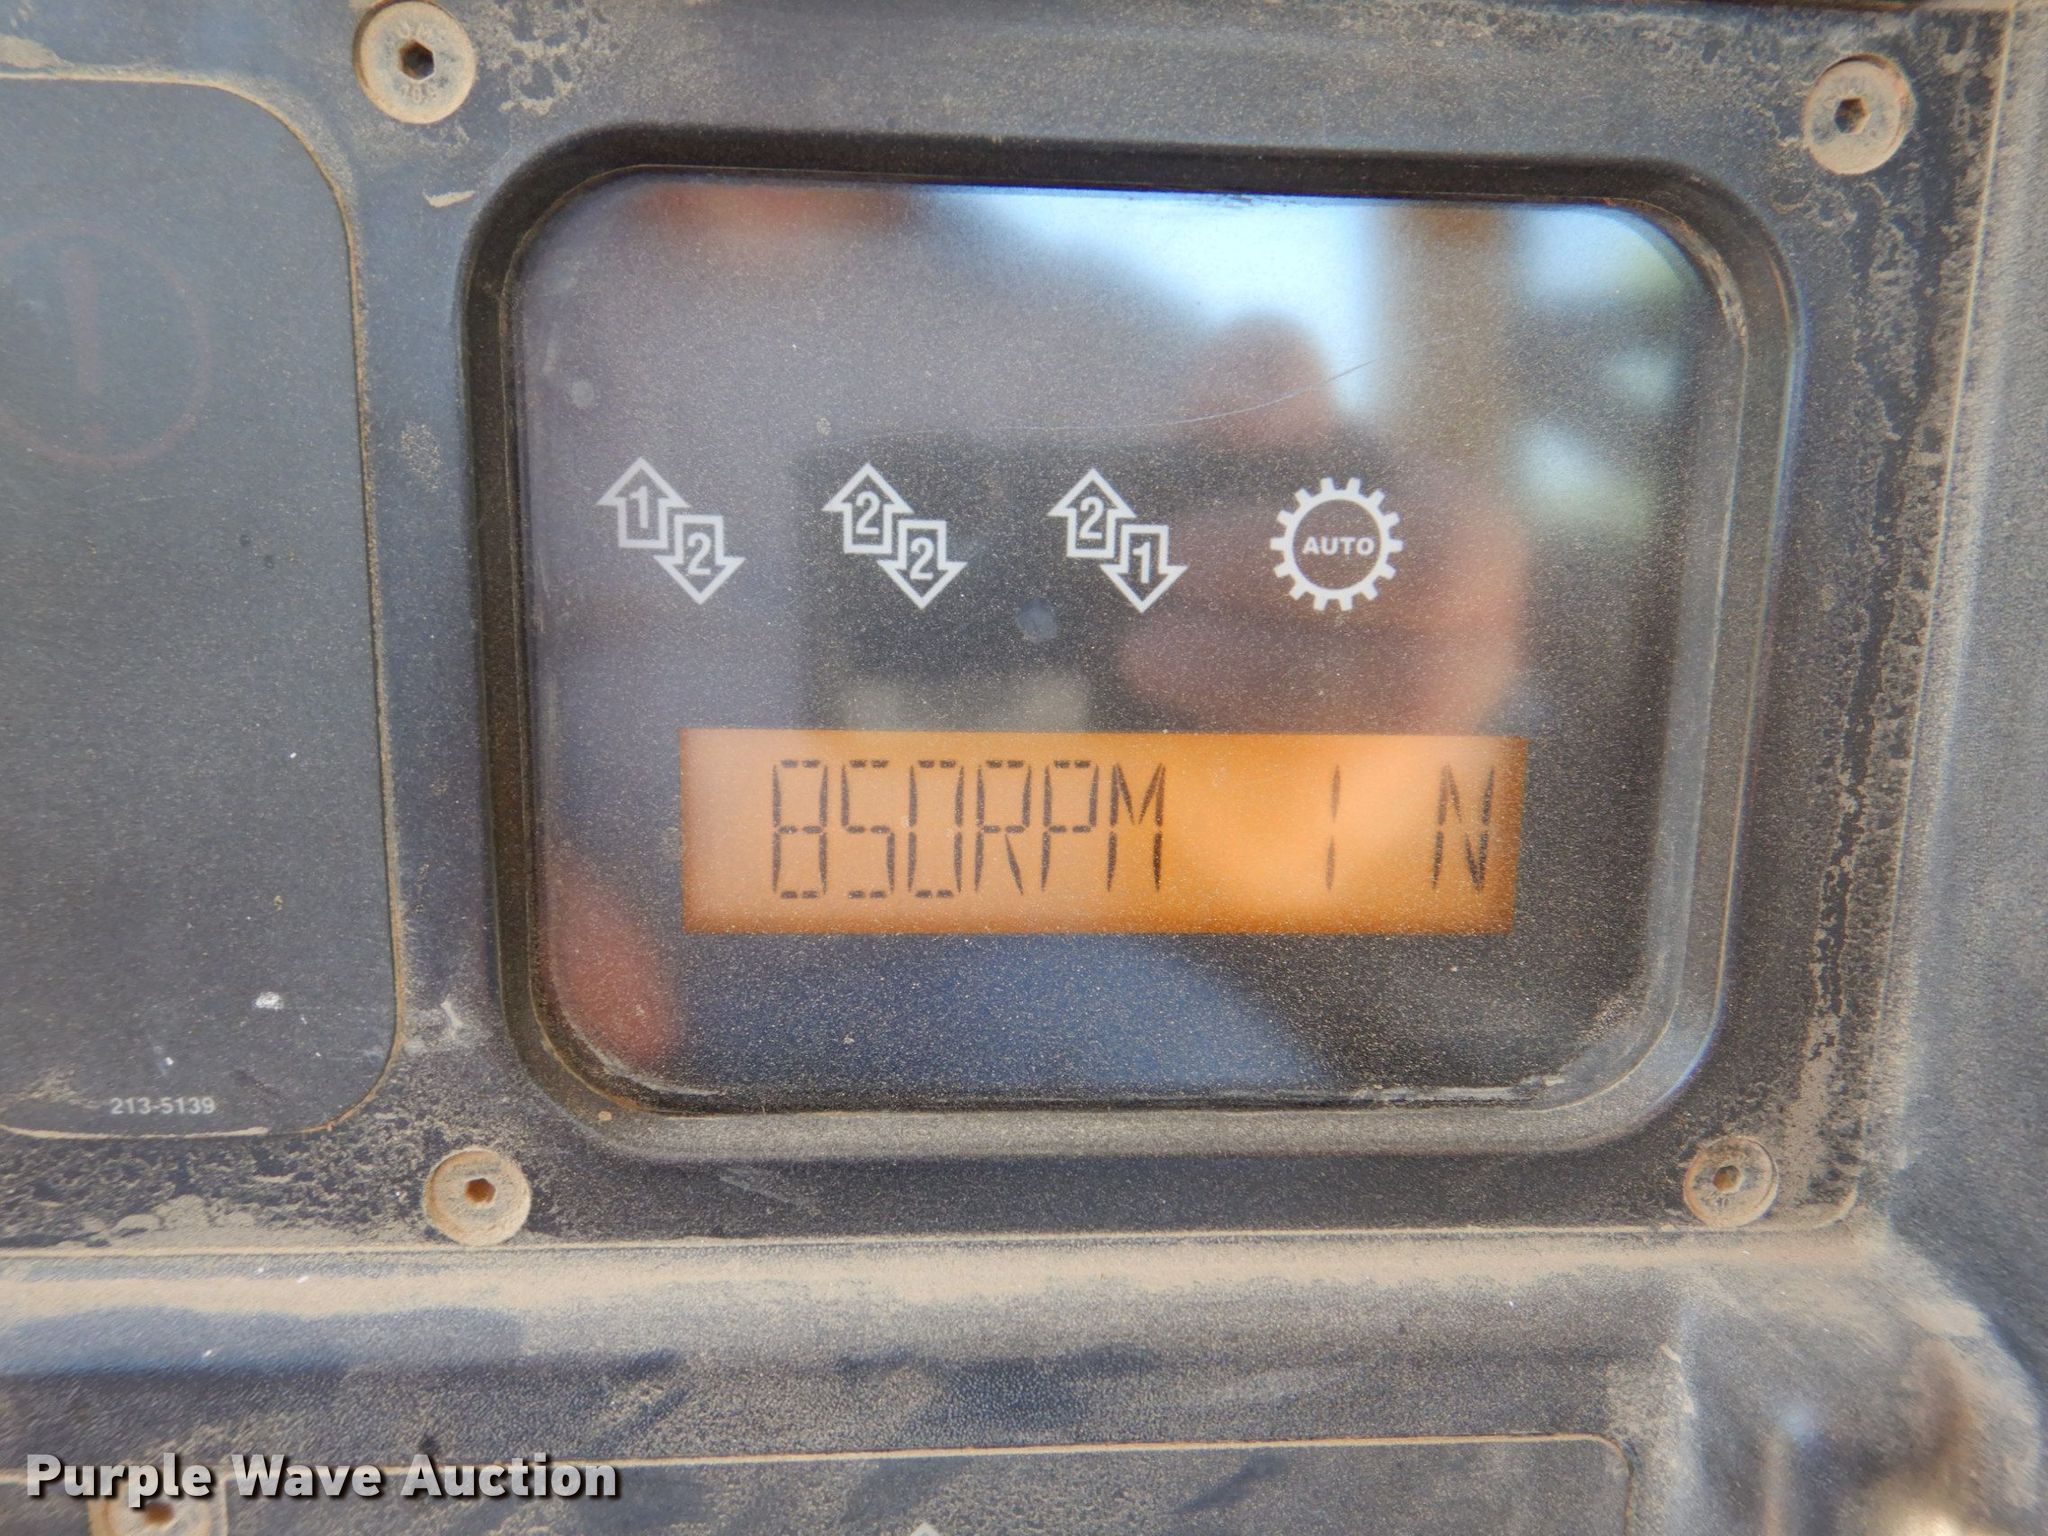 1 2 2 2 2 1 AUTO
850RPM 1 N
213-5139
Purple Wave Auction